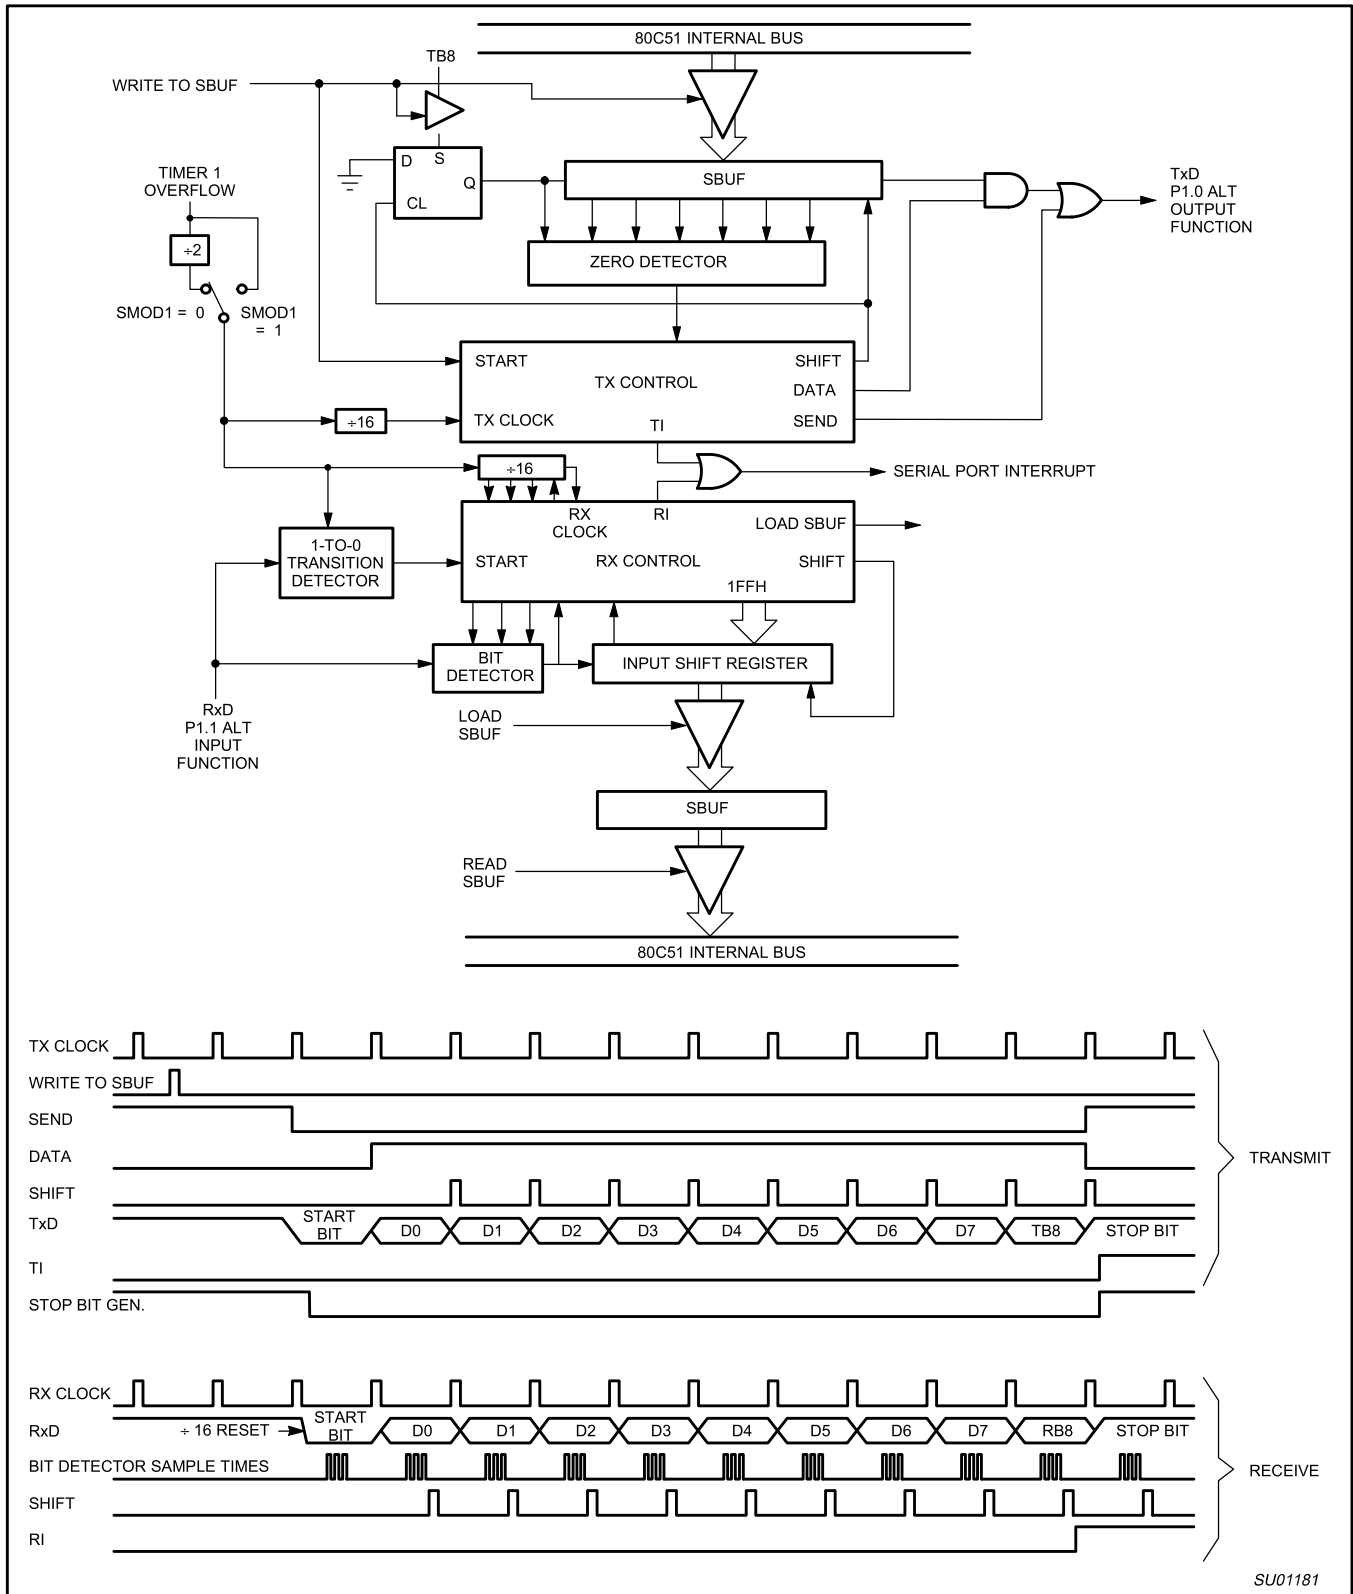 80C51 INTERNAL BUS
TB8
WRITE TO SBUF
D
S
Q
CL
SBUF
TxD
P1.0 ALT
OUTPUT
FUNCTION
TIMER 1
OVERFLOW
÷2
SMOD1 = 0
SMOD1
= 1
ZERO DETECTOR
START
SHIFT
TX CONTROL
DATA
÷16
TX CLOCK
TI
SEND
÷16
SERIAL PORT INTERRUPT
RX
CLOCK
RI
LOAD SBUF
1-TO-0
TRANSITION
DETECTOR
START
RX CONTROL
SHIFT
1FFH
BIT
DETECTOR
INPUT SHIFT REGISTER
RxD
P1.1 ALT
INPUT
FUNCTION
LOAD
SBUF
SBUF
READ
SBUF
80C51 INTERNAL BUS
TX CLOCK
WRITE TO SBUF
SEND
DATA
TRANSMIT
SHIFT
TxD
START
BIT
D0 D1 D2 D3 D4 D5 D6 D7 TB8 STOP BIT
TI
STOP BIT GEN.
RX CLOCK
RxD
÷ 16 RESET
START
BIT
D0 D1 D2 D3 D4 D5 D6 D7 RB8 STOP BIT
BIT DETECTOR SAMPLE TIMES
RECEIVE
SHIFT
RI
SU01181